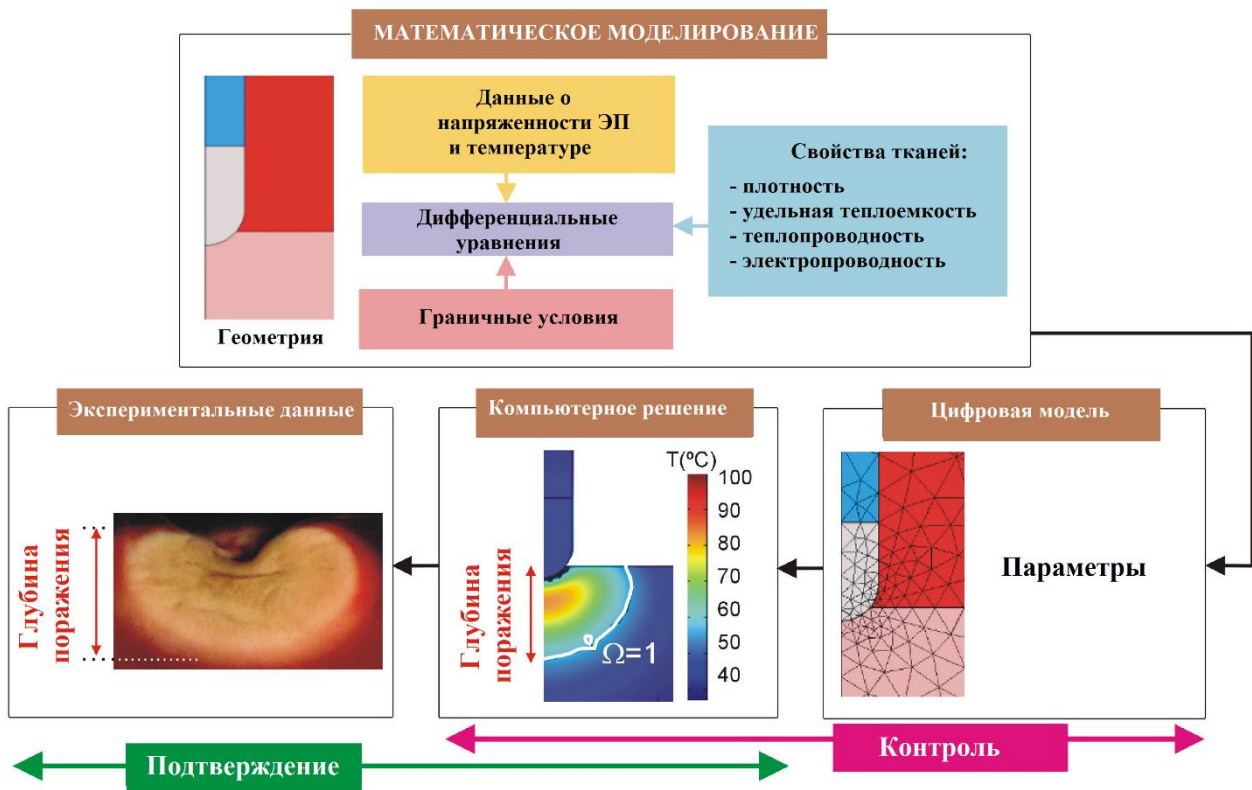 МАТЕМАТИЧЕСКОЕ МОДЕЛИРОВАНИЕ
Данные о
напряженности ЭП
и температуре
Свойства тканей:
- плотность
- удельная теплоемкость
- теплопроводность
- электропроводность
Дифференциальные
уравнения
Граничные условия
Геометрия
Экспериментальные данные
Глубина
поражения
Компьютерное решение
T(ºC)
100
90
80
70
60
50
40
Глубина
поражения
Ω=1
Цифровая модель
Параметры
Контроль
Подтверждение